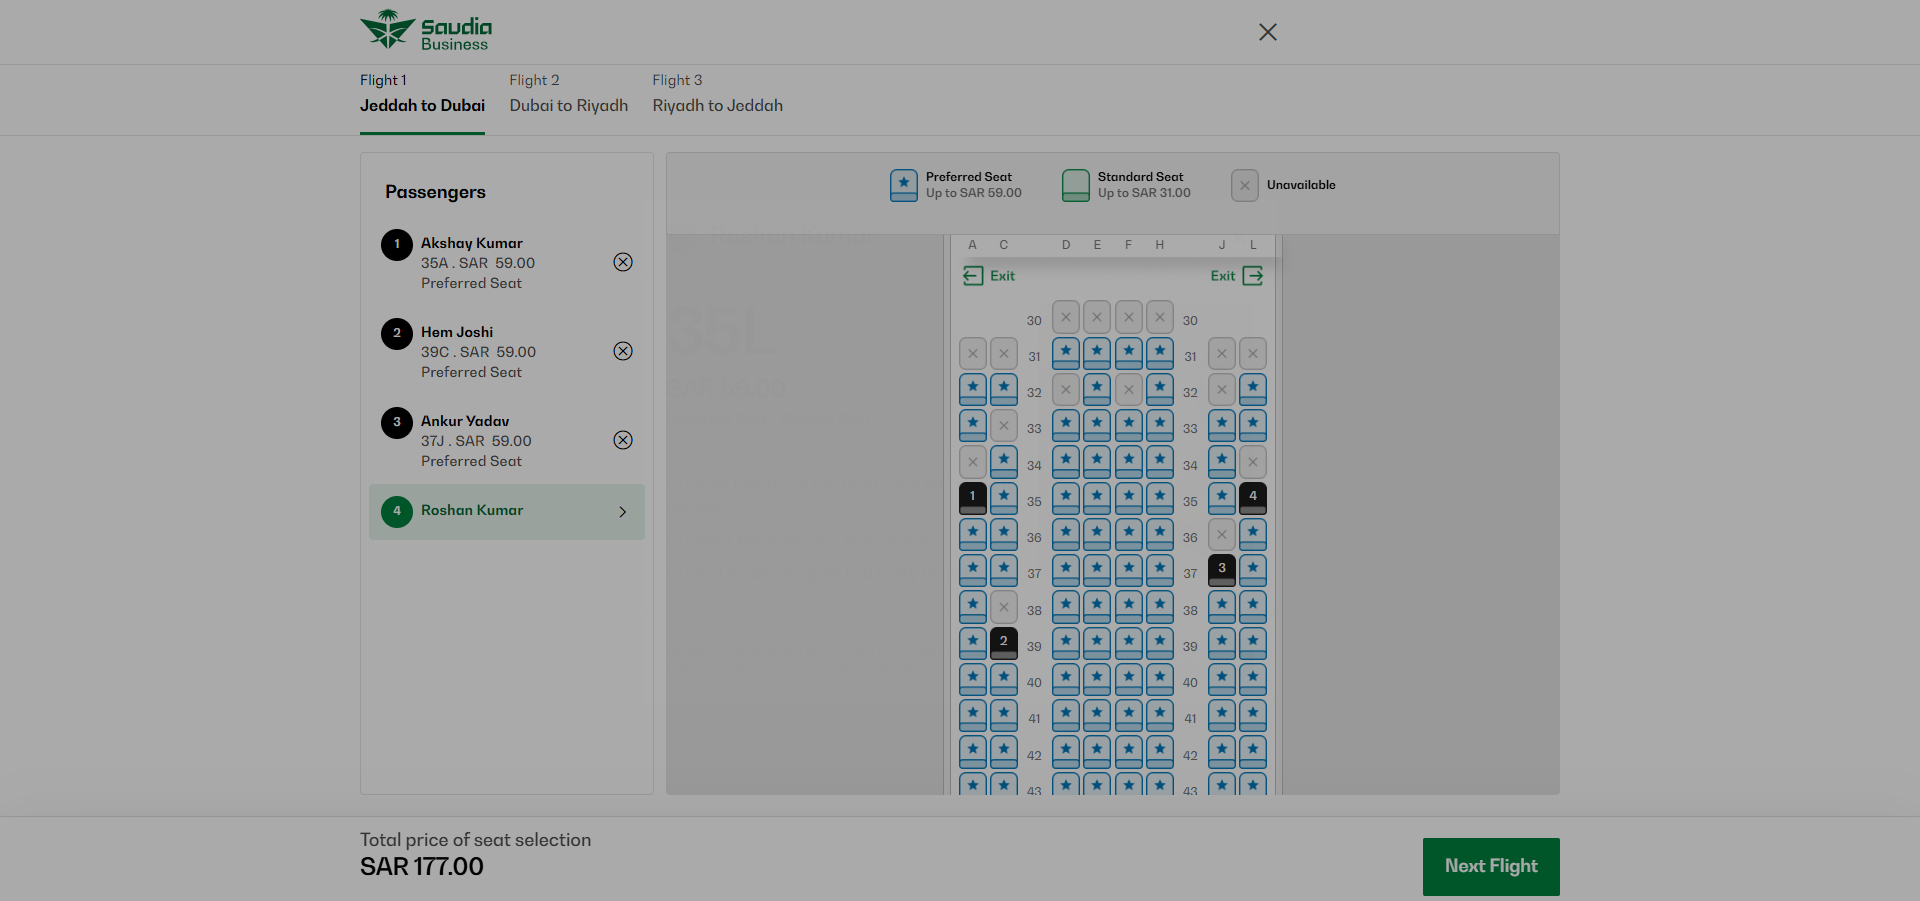 Saudia
Business
Flight 1
Jeddah to Dubai
Flight 2
Dubai to Riyadh
Flight 3
Riyadh to Jeddah
Passengers
1
Akshay Kumar
35A . SAR 59.00
Preferred Seat
2
Hem Joshi
39C . SAR 59.00
Preferred Seat
3
Ankur Yadav
37J . SAR 59.00
Preferred Seat
4
Roshan Kumar
Preferred Seat
Up to SAR 59.00
Standard Seat
Up to SAR 31.00
Unavailable
35L
SAR 59.00
A C D E F H J L
Exit Exit
30 30
31 31
32 32
33 33
34 34
1 35 35 4
36 36
37 3
38 38
2 39 39
40 40
41 41
42 42
43 43
Total price of seat selection
SAR 177.00
Next Flight